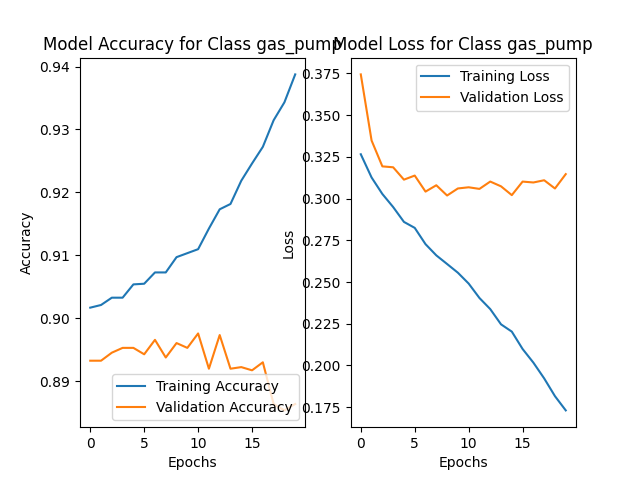 Model Accuracy for Class gas_pump
Model Loss for Class gas_pump
0.94
0.93
0.92
0.91
0.90
0.89
Accuracy
Training Accuracy
Validation Accuracy
0
5
10
15
Epochs
0.375
0.350
0.325
0.300
0.275
0.250
0.225
0.200
0.175
Loss
Training Loss
Validation Loss
0
5
10
15
Epochs